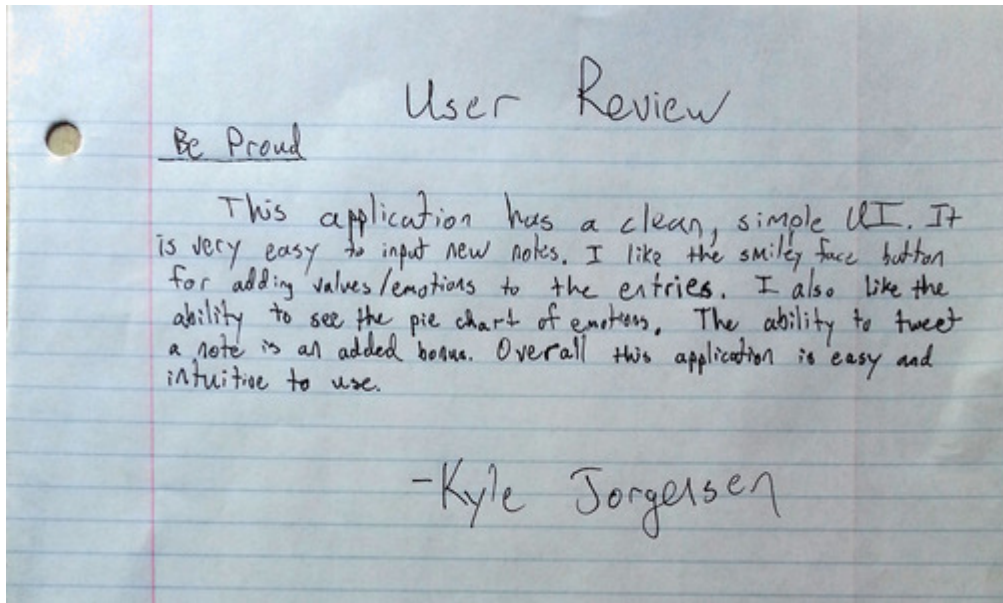 User Review
Be Proud
This application has a clean, simple UI. It
is very easy to input new notes. I like the smiley face button
for adding values/emotions to the entries. I also like the
ability to see the pie chart of emotions. The ability to tweet
a note is an added bonus. Overall this application is easy and
intuitive to use.
-Kyle Jorgensen